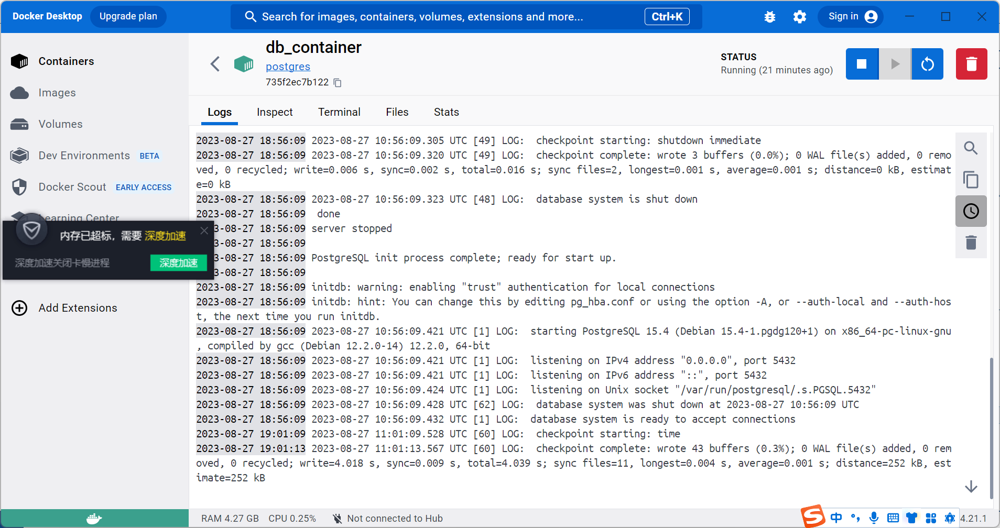 Docker Desktop
Upgrade plan
Search for images, containers, volumes, extensions and more...
Ctrl+K
Sign in
Containers
Images
Volumes
Dev Environments BETA
Docker Scout EARLY ACCESS
Learning Center
内存已超标，需要 深度加速
深度加速关闭卡慢进程
深度加速
Add Extensions
db_container
postgres
735f2ec7b122
STATUS
Running (21 minutes ago)
Logs Inspect Terminal Files Stats
2023-08-27 18:56:09 2023-08-27 10:56:09.305 UTC [49] LOG:  checkpoint starting: shutdown immediate
2023-08-27 18:56:09 2023-08-27 10:56:09.320 UTC [49] LOG:  checkpoint complete: wrote 3 buffers (0.0%); 0 WAL file(s) added, 0 remo
ved, 0 recycled; write=0.006 s, sync=0.002 s, total=0.016 s; sync files=2, longest=0.001 s, average=0.001 s; distance=0 kB, estimat
e=0 kB
2023-08-27 18:56:09 2023-08-27 10:56:09.323 UTC [48] LOG:  database system is shut down
2023-08-27 18:56:09  done
3-08-27 18:56:09 server stopped
3-08-27 18:56:09
3-08-27 18:56:09 PostgreSQL init process complete; ready for start up.
3-08-27 18:56:09
2023-08-27 18:56:09 initdb: warning: enabling "trust" authentication for local connections
2023-08-27 18:56:09 initdb: hint: You can change this by editing pg_hba.conf or using the option -A, or --auth-local and --auth-hos
t, the next time you run initdb.
2023-08-27 18:56:09 2023-08-27 10:56:09.421 UTC [1] LOG:  starting PostgreSQL 15.4 (Debian 15.4-1.pgdg120+1) on x86_64-pc-linux-gnu
, compiled by gcc (Debian 12.2.0-14) 12.2.0, 64-bit
2023-08-27 18:56:09 2023-08-27 10:56:09.421 UTC [1] LOG:  listening on IPv4 address "0.0.0.0", port 5432
2023-08-27 18:56:09 2023-08-27 10:56:09.421 UTC [1] LOG:  listening on IPv6 address "::", port 5432
2023-08-27 18:56:09 2023-08-27 10:56:09.424 UTC [1] LOG:  listening on Unix socket "/var/run/postgresql/.s.PGSQL.5432"
2023-08-27 18:56:09 2023-08-27 10:56:09.428 UTC [62] LOG:  database system was shut down at 2023-08-27 10:56:09 UTC
2023-08-27 18:56:09 2023-08-27 10:56:09.432 UTC [1] LOG:  database system is ready to accept connections
2023-08-27 19:01:09 2023-08-27 11:01:09.528 UTC [60] LOG:  checkpoint starting: time
2023-08-27 19:01:13 2023-08-27 11:01:13.567 UTC [60] LOG:  checkpoint complete: wrote 43 buffers (0.3%); 0 WAL file(s) added, 0 rem
oved, 0 recycled; write=4.018 s, sync=0.009 s, total=4.039 s; sync files=11, longest=0.004 s, average=0.001 s; distance=252 kB, est
imate=252 kB
RAM 4.27 GB CPU 0.25% Not connected to Hub
S 中
4.21.1